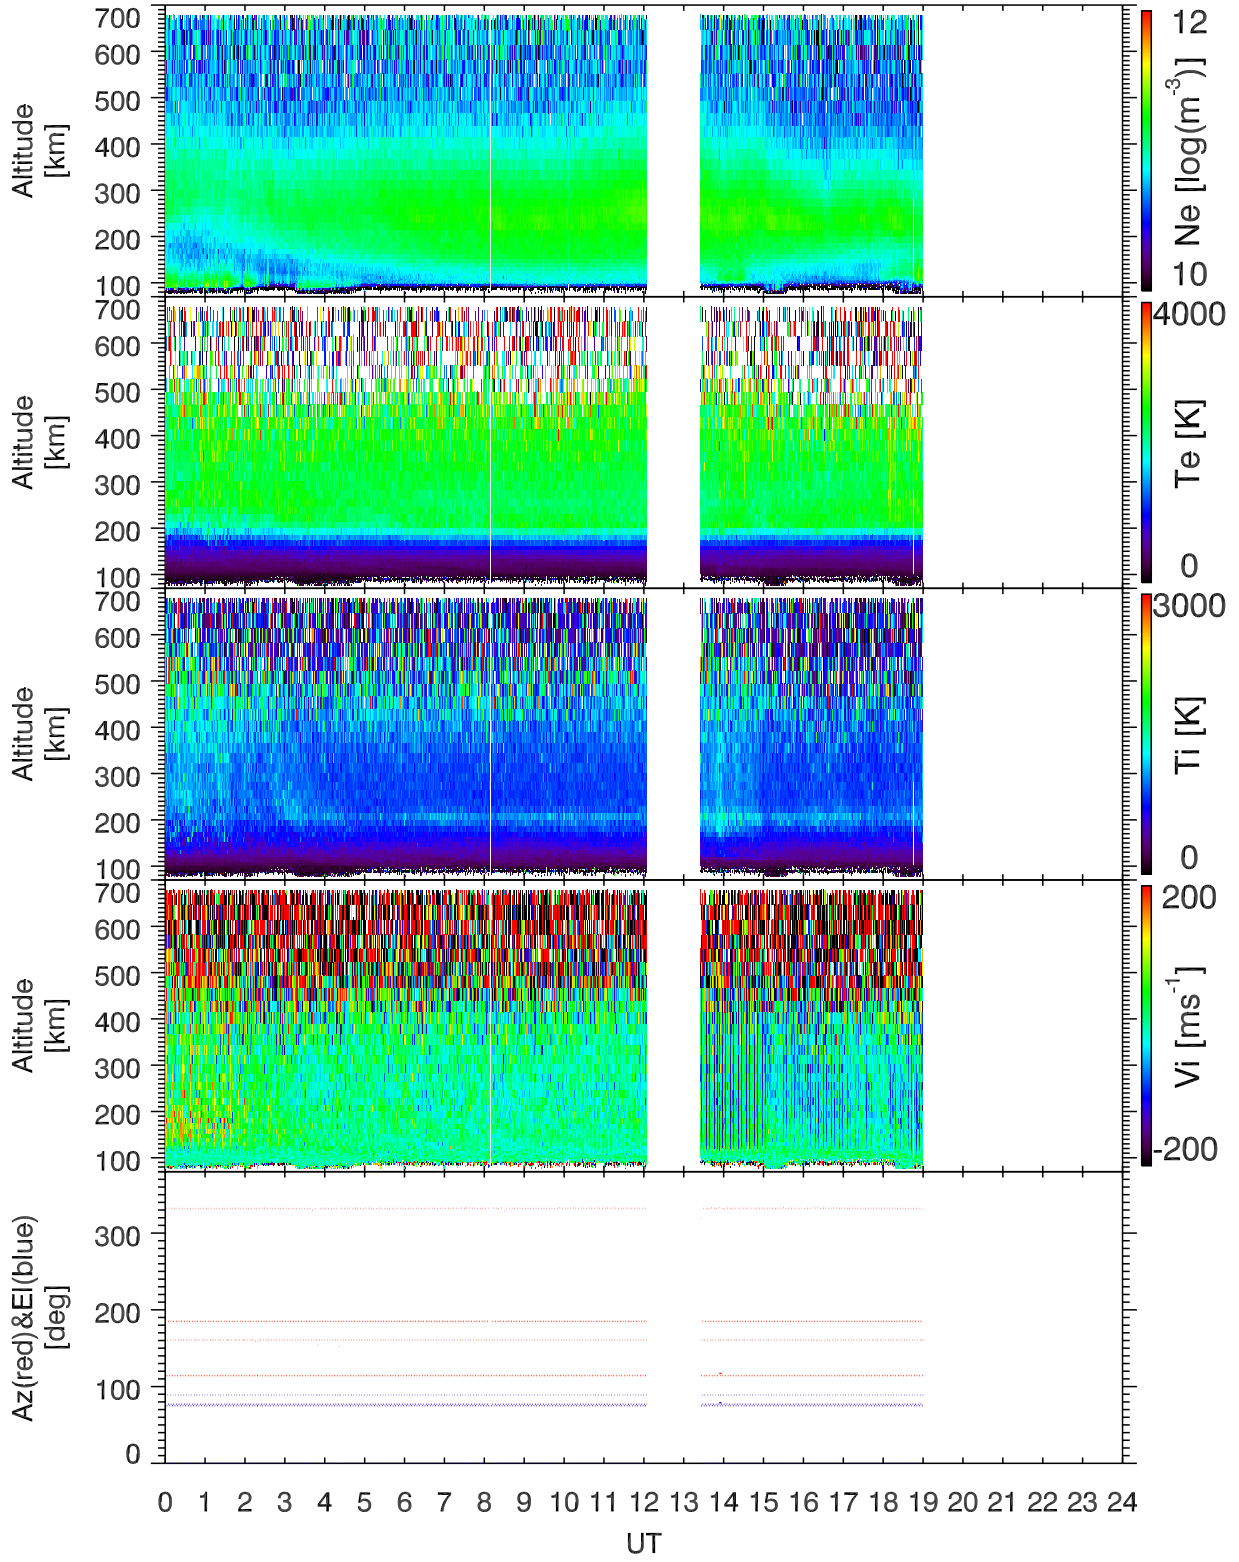 700
600
500
400
300
200
100
Altitude
[km]
12
Ne [log(m⁻³)]
10
700
600
500
400
300
200
100
Altitude
[km]
4000
Te [K]
0
700
600
500
400
300
200
100
Altitude
[km]
3000
Ti [K]
0
700
600
500
400
300
200
100
Altitude
[km]
200
Vi [ms⁻¹]
-200
300
200
100
0
Az(red)&El(blue)
[deg]
0 1 2 3 4 5 6 7 8 9 10 11 12 13 14 15 16 17 18 19 20 21 22 23 24
UT